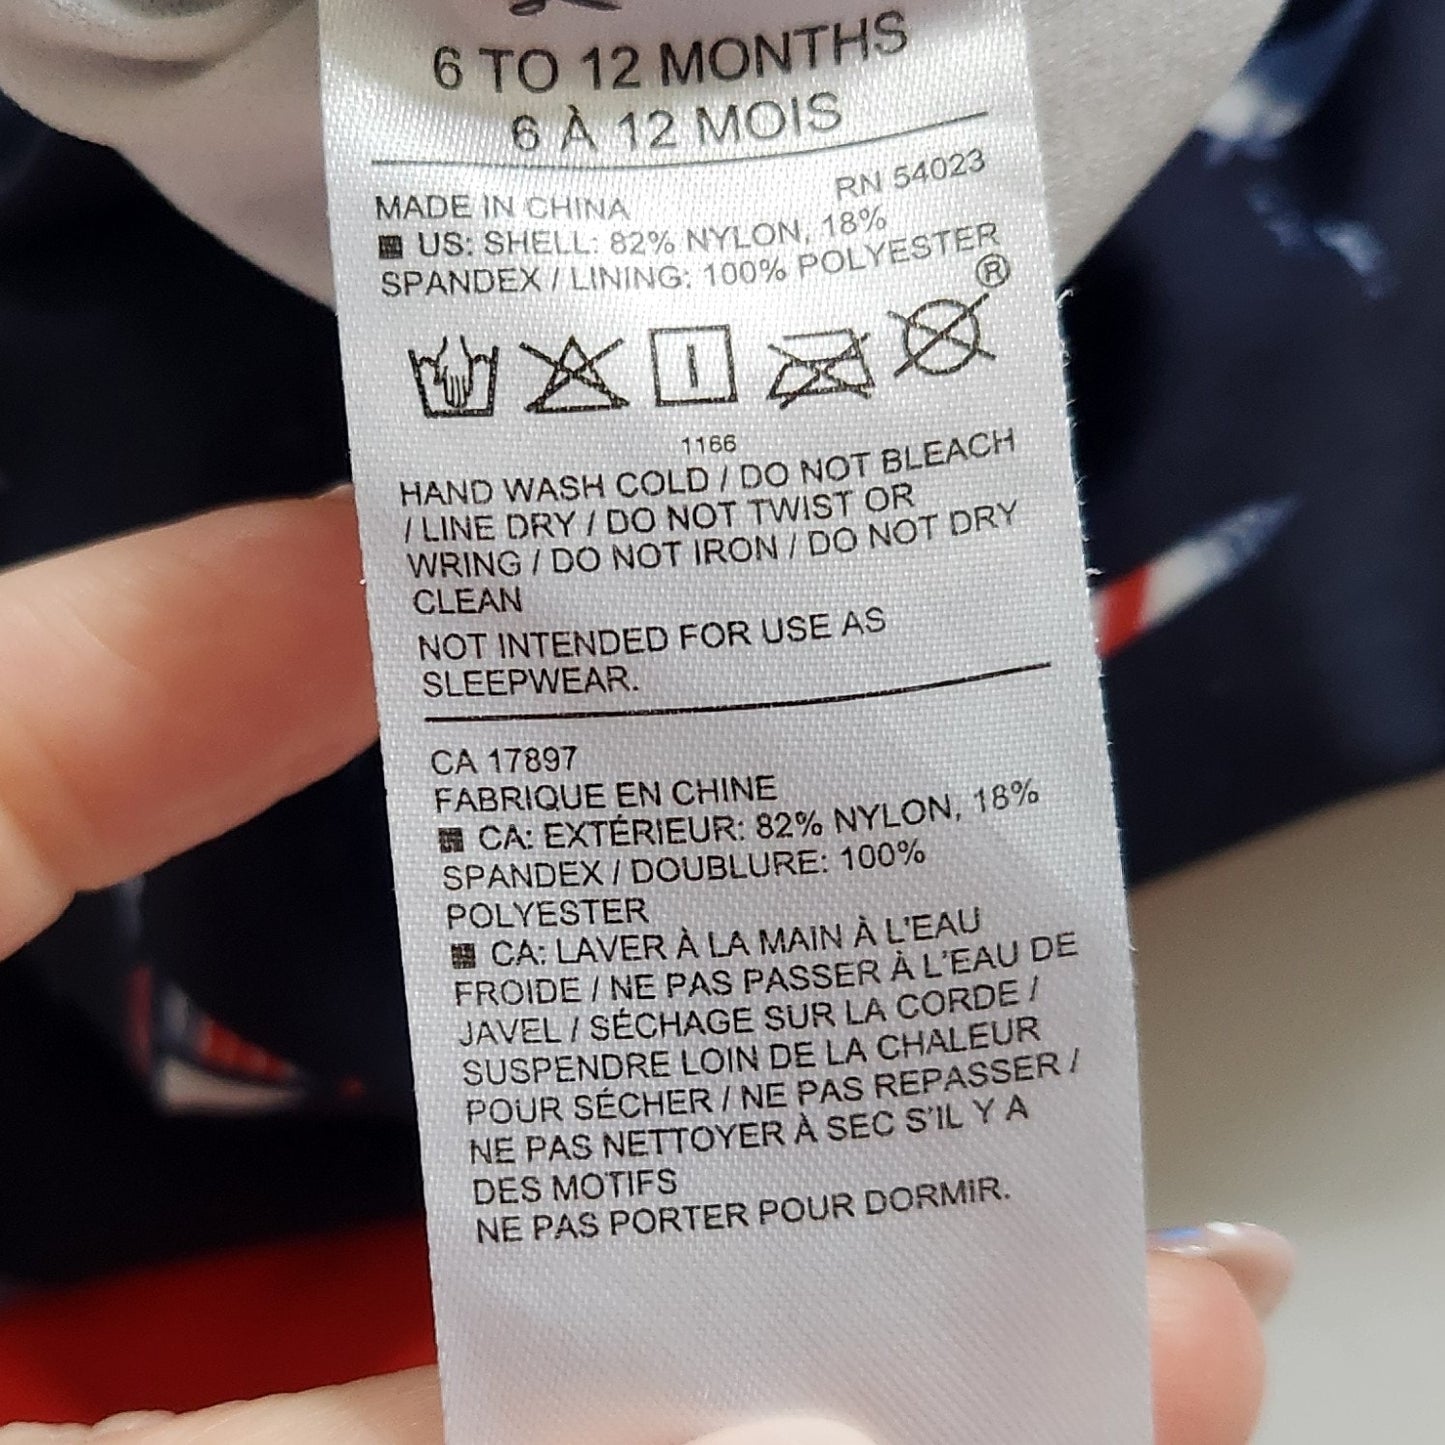 6 TO 12 MONTHS
6 À 12 MOIS
RN 54023
MADE IN CHINA
US: SHELL: 82% NYLON, 18%
SPANDEX / LINING: 100% POLYESTER
®
1166
HAND WASH COLD / DO NOT BLEACH
/ LINE DRY / DO NOT TWIST OR
WRING / DO NOT IRON / DO NOT DRY
CLEAN
NOT INTENDED FOR USE AS
SLEEPWEAR.
CA 17897
FABRIQUE EN CHINE
CA: EXTÉRIEUR: 82% NYLON, 18%
SPANDEX / DOUBLURE: 100%
POLYESTER
CA: LAVER À LA MAIN À L'EAU
FROIDE / NE PAS PASSER À L'EAU DE
JAVEL / SÉCHAGE SUR LA CORDE /
SUSPENDRE LOIN DE LA CHALEUR
POUR SÉCHER / NE PAS REPASSER /
NE PAS NETTOYER À SEC S'IL Y A
DES MOTIFS
NE PAS PORTER POUR DORMIR.